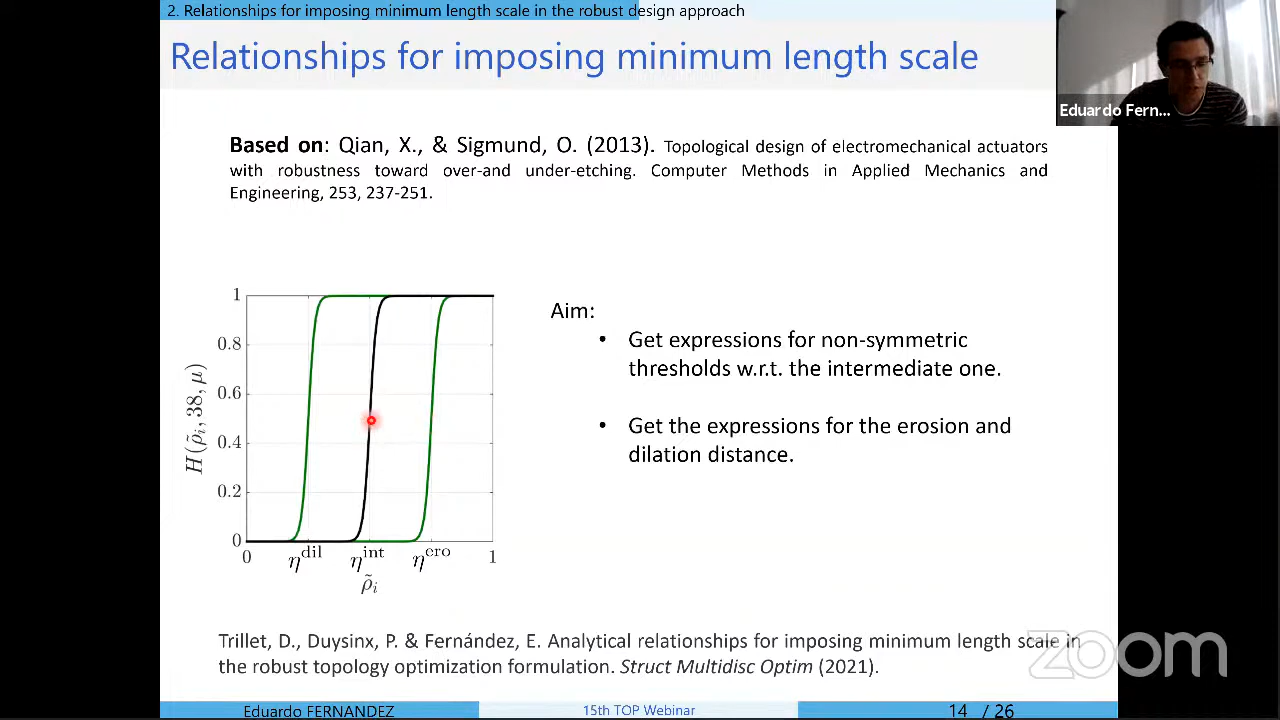 2. Relationships for imposing minimum length scale in the robust design approach
Relationships for imposing minimum length scale
Eduardo Fern...
Based on: Qian, X., & Sigmund, O. (2013). Topological design of electromechanical actuators
with robustness toward over-and under-etching. Computer Methods in Applied Mechanics and
Engineering, 253, 237-251.
1
0.8
0.6
0.4
0.2
0
H(ρ̃ᵢ, 38, μ)
0 η^dil η^int η^ero 1
ρ̃ᵢ
Aim:
• Get expressions for non-symmetric
thresholds w.r.t. the intermediate one.
• Get the expressions for the erosion and
dilation distance.
Trillet, D., Duysinx, P. & Fernández, E. Analytical relationships for imposing minimum length scale in
the robust topology optimization formulation. Struct Multidisc Optim (2021).
zoom
Eduardo FERNANDEZ 15th TOP Webinar 14 / 26